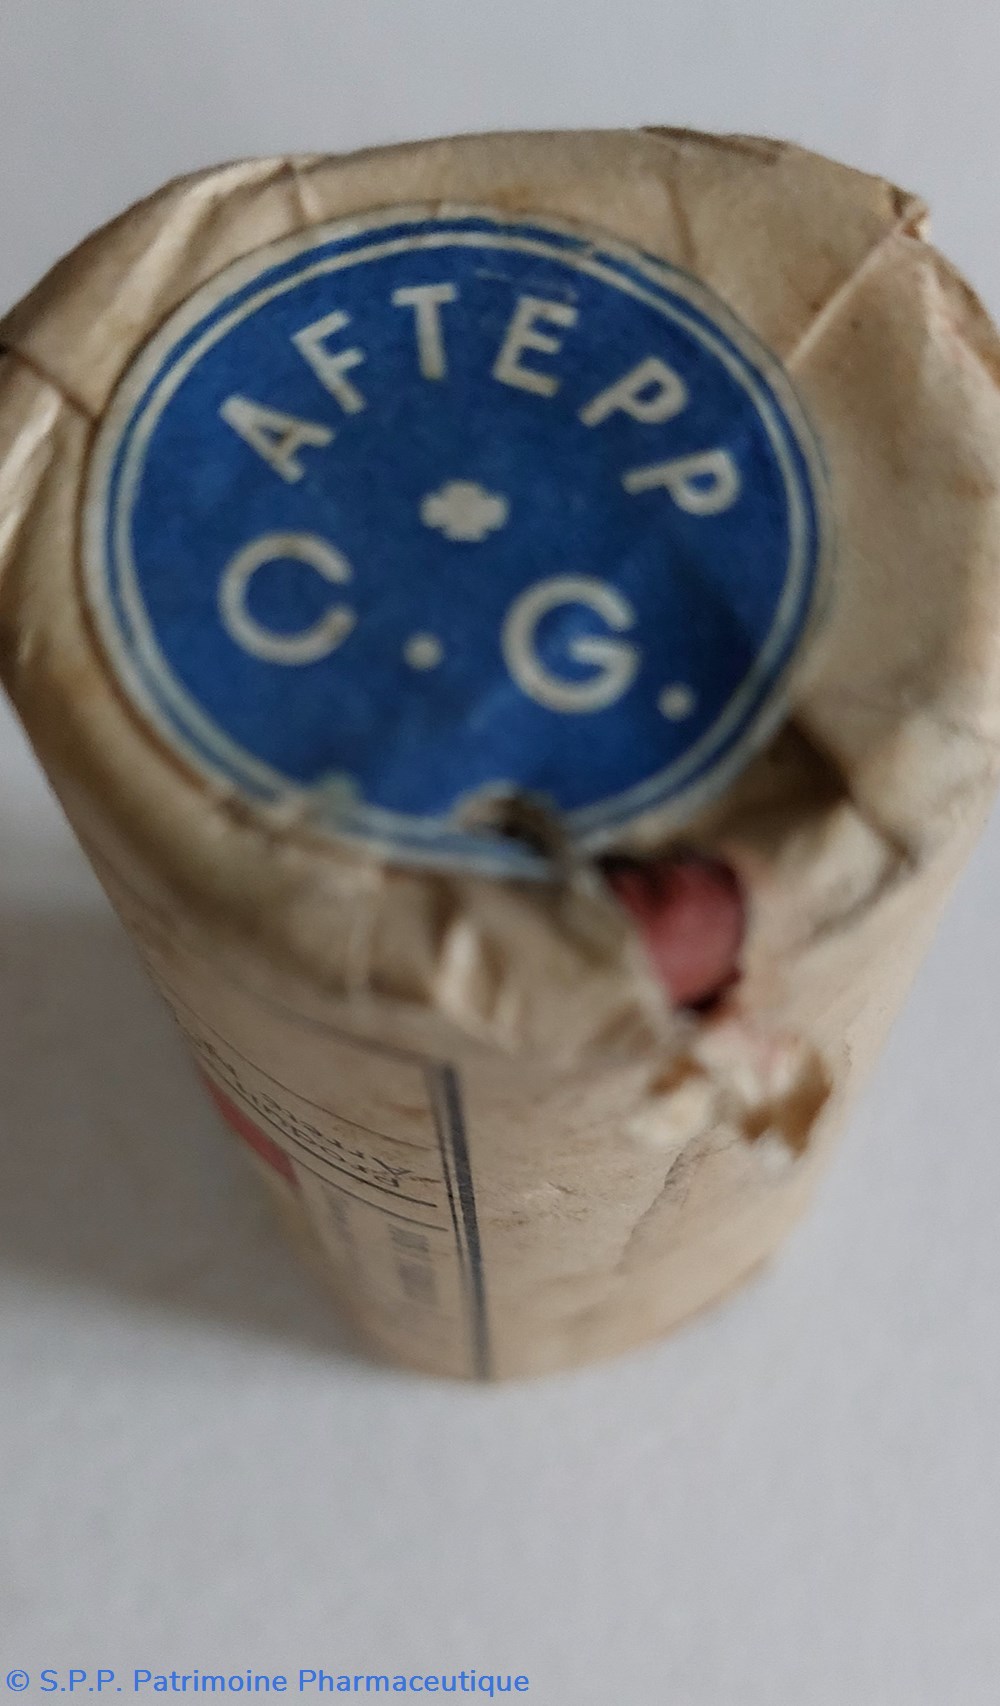 AFTEPP
C.G.
© S.P.P. Patrimoine Pharmaceutique